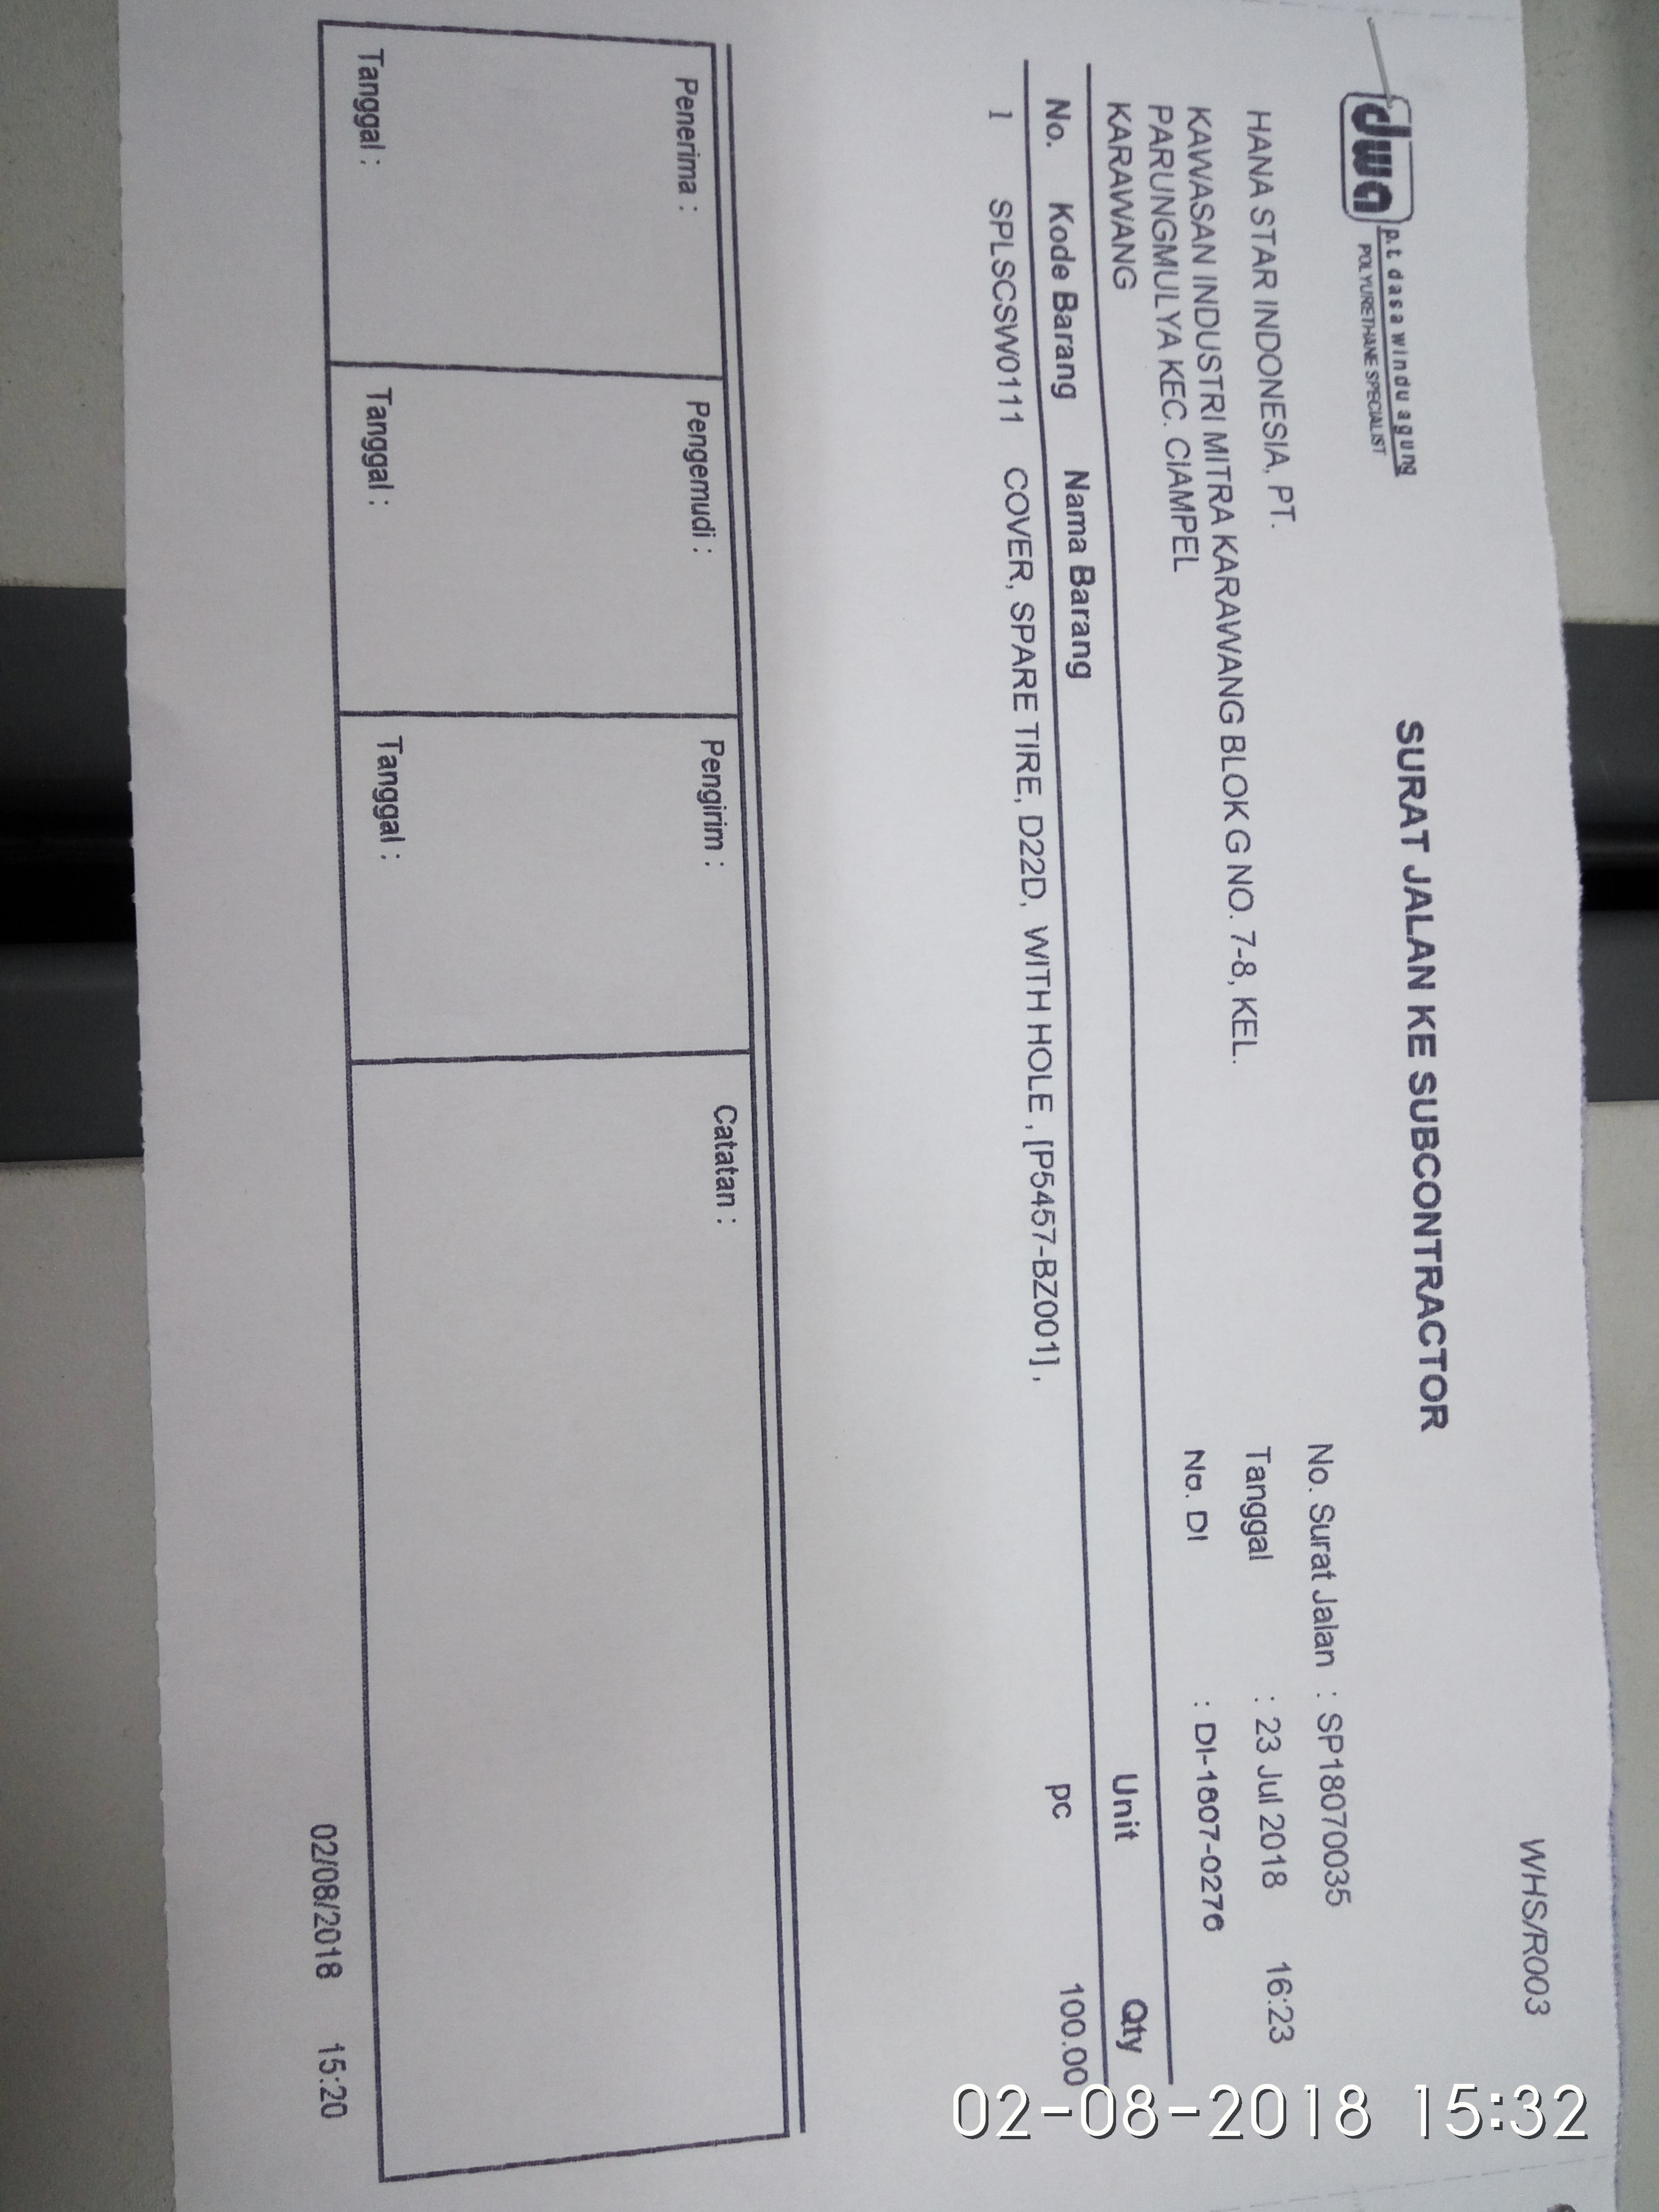 WHS/R003
dwa p.t dasa windu agung
POLYURETHANE SPECIALIST
SURAT JALAN KE SUBCONTRACTOR
HANA STAR INDONESIA, PT.
KAWASAN INDUSTRI MITRA KARAWANG BLOK G NO. 7-8, KEL.
PARUNGMULYA KEC. CIAMPEL
KARAWANG
No. Surat Jalan : SP18070035
Tanggal : 23 Jul 2018 16:23
No. DI : DI-1807-0276
No. Kode Barang Nama Barang Unit Qty
1 SPLSCSW0111 COVER, SPARE TIRE, D22D, WITH HOLE , [P5457-BZ001] , pc 100.00
Penerima : Pengemudi : Pengirim : Catatan :
Tanggal : Tanggal : Tanggal :
02/08/2018 15:20
02-08-2018 15:32